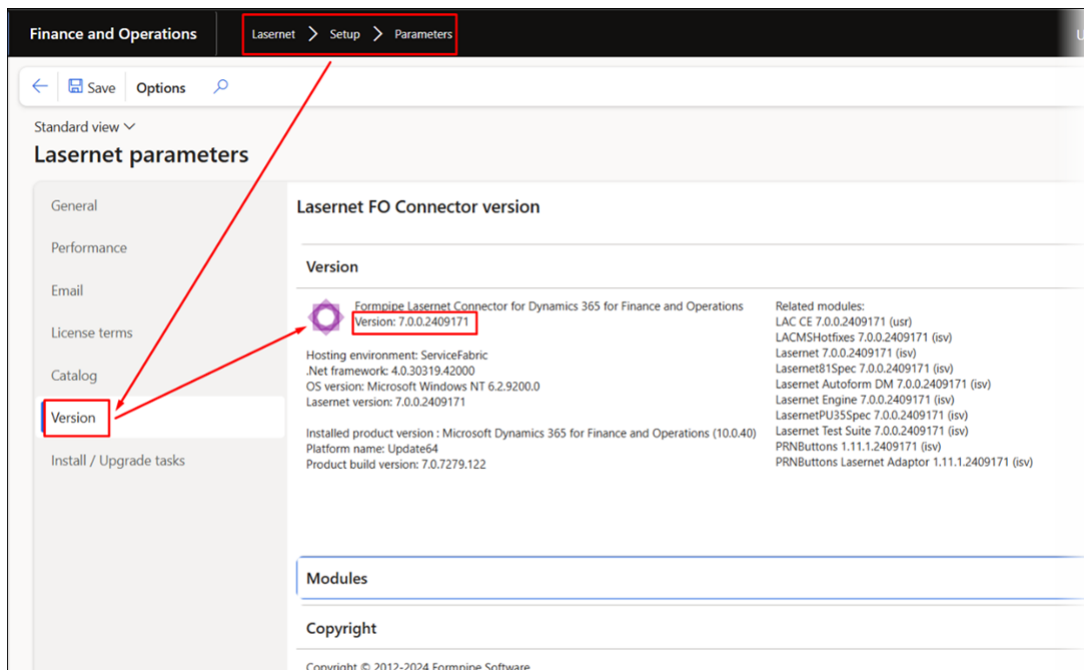 Finance and Operations
Lasernet > Setup > Parameters
U
Save Options
Standard view
Lasernet parameters
General
Performance
Email
License terms
Catalog
Version
Install / Upgrade tasks
Lasernet FO Connector version
Version
Formpipe Lasernet Connector for Dynamics 365 for Finance and Operations
Version: 7.0.0.2409171
Hosting environment: ServiceFabric
.Net framework: 4.0.30319.42000
OS version: Microsoft Windows NT 6.2.9200.0
Lasernet version: 7.0.0.2409171
Installed product version : Microsoft Dynamics 365 for Finance and Operations (10.0.40)
Platform name: Update64
Product build version: 7.0.7279.122
Related modules:
LAC CE 7.0.0.2409171 (usr)
LACMSHotfixes 7.0.0.2409171 (isv)
Lasernet 7.0.0.2409171 (isv)
Lasernet81Spec 7.0.0.2409171 (isv)
Lasernet Autoform DM 7.0.0.2409171 (isv)
Lasernet Engine 7.0.0.2409171 (isv)
LasernetPU35Spec 7.0.0.2409171 (isv)
Lasernet Test Suite 7.0.0.2409171 (isv)
PRNButtons 1.11.1.2409171 (isv)
PRNButtons Lasernet Adaptor 1.11.1.2409171 (isv)
Modules
Copyright
Copyright © 2012-2024 Formpipe Software